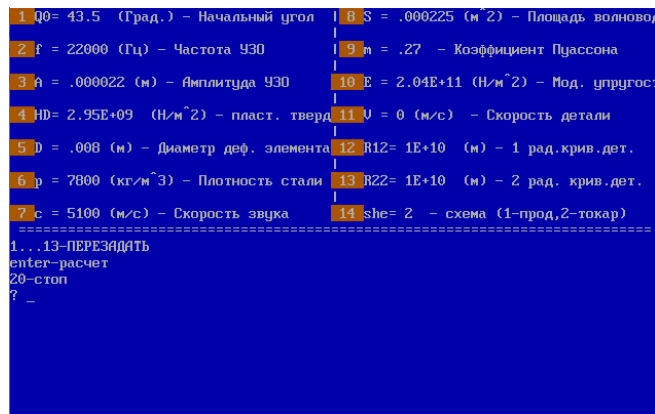 1 Q0= 43.5 (Град.) - Начальный угол | 8 S = .000225 (м^2) - Площадь волновод
2 f = 22000 (Гц) - Частота УЗО | 9 m = .27 - Коэффициент Пуассона
3 A = .000022 (м) - Амплитуда УЗО | 10 E = 2.04E+11 (Н/м^2) - Мод. упругост
4 HD= 2.95E+09 (Н/м^2) - пласт. тверд 11 V = 0 (м/с) - Скорость детали
5 D = .008 (м) - Диаметр деф. элемента 12 R12= 1E+10 (м) - 1 рад.крив.дет.
6 p = 7800 (кг/м^3) - Плотность стали | 13 R22= 1E+10 (м) - 2 рад. крив.дет.
7 c = 5100 (м/с) - Скорость звука | 14 she= 2 - схема (1-прод,2-токар)
==============================================================================
1...13-ПЕРЕЗАДАТЬ
enter-расчет
20-стоп
? _